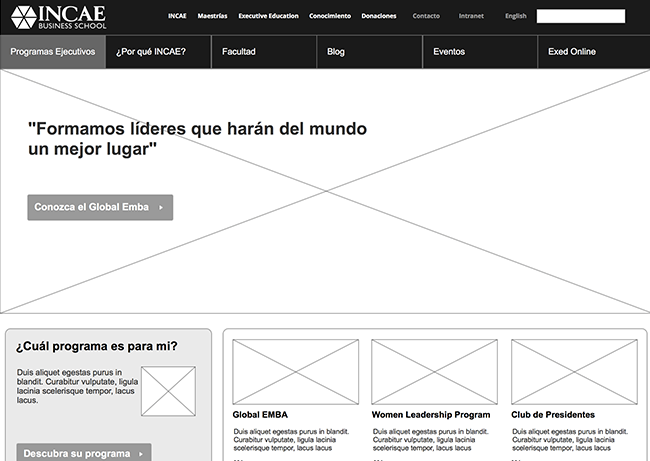 INCAE
BUSINESS SCHOOL
INCAE Maestrías Executive Education Conocimiento Donaciones Contacto Intranet English
Programas Ejecutivos ¿Por qué INCAE? Facultad Blog Eventos Exed Online
"Formamos líderes que harán del mundo
un mejor lugar"
Conozca el Global Emba
¿Cuál programa es para mi?
Duis aliquet egestas purus in
blandit. Curabitur vulputate, ligula
lacinia scelerisque tempor, lacus
lacus.
Descubra su programa
Global EMBA
Duis aliquet egestas purus in blandit.
Curabitur vulputate, ligula lacinia
scelerisque tempor, lacus lacus
Women Leadership Program
Duis aliquet egestas purus in blandit.
Curabitur vulputate, ligula lacinia
scelerisque tempor, lacus lacus
Club de Presidentes
Duis aliquet egestas purus in blandit.
Curabitur vulputate, ligula lacinia
scelerisque tempor, lacus lacus